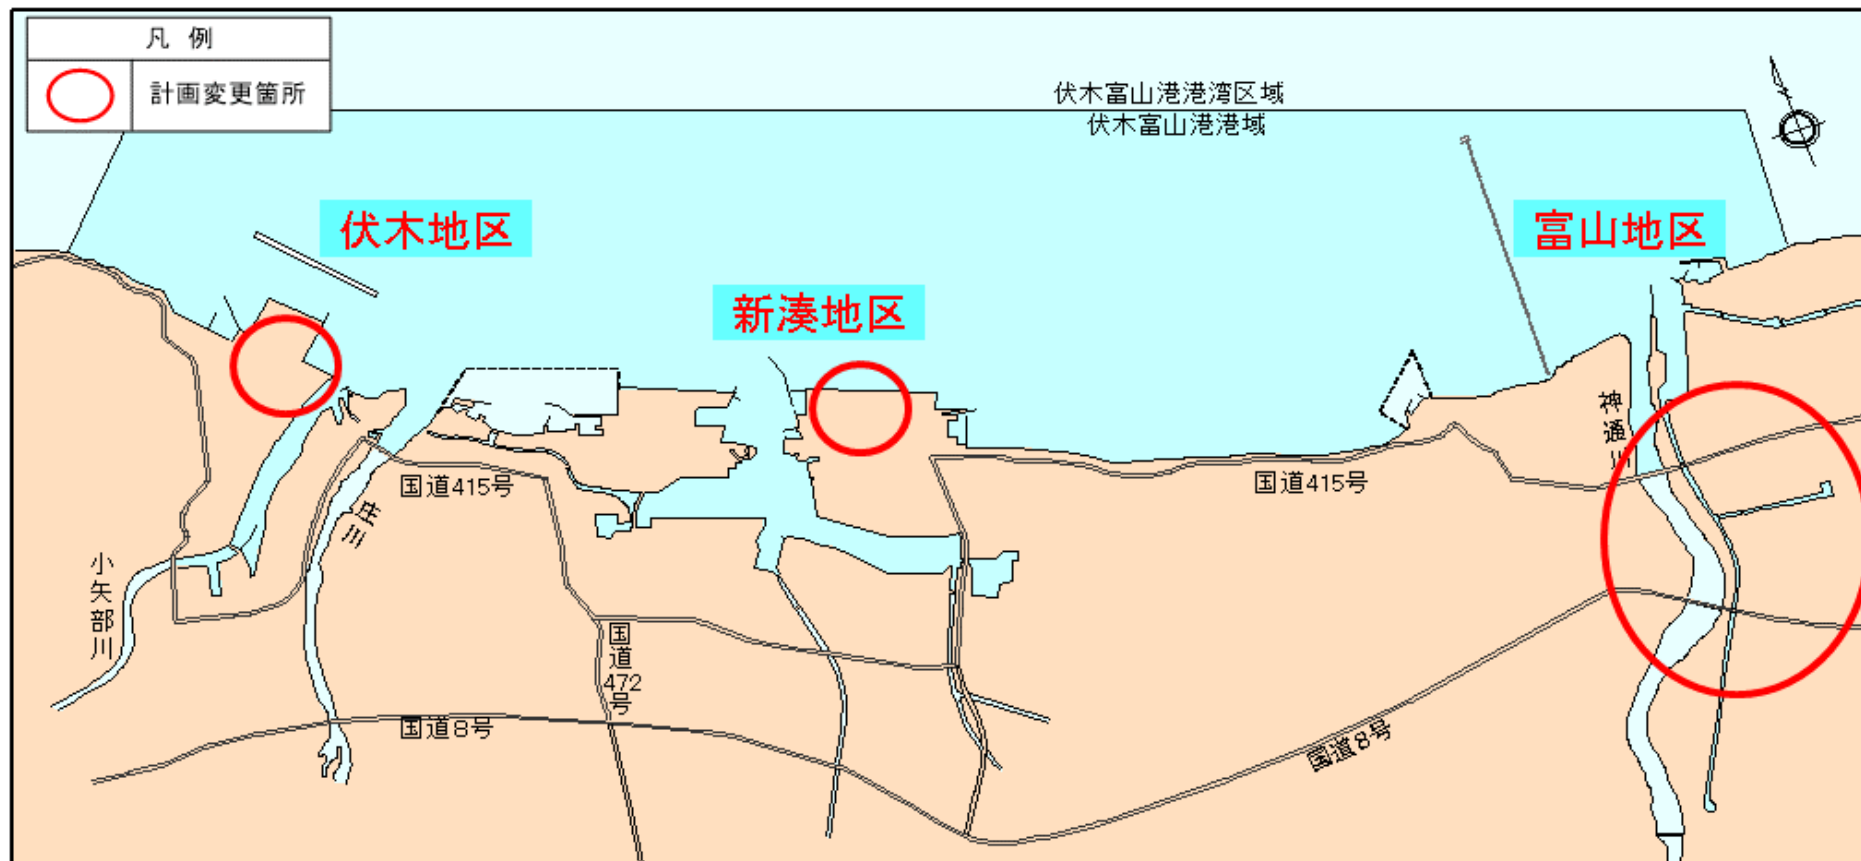 凡 例
計画変更箇所
伏木富山港港湾区域
伏木富山港港域
伏木地区
富山地区
新湊地区
神通川
国道415号
国道415号
庄川
小矢部川
国道472号
国道8号
国道8号